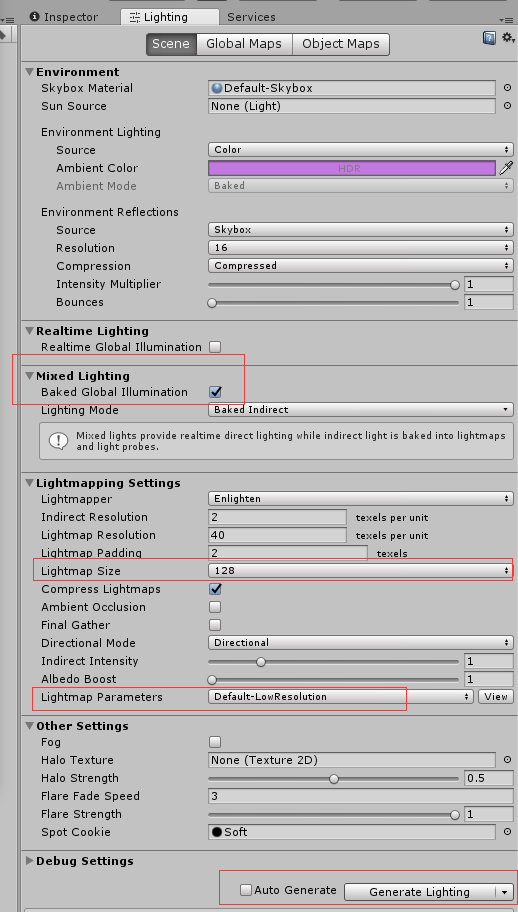 Inspector Lighting Services
Scene Global Maps Object Maps
Environment
Skybox Material Default-Skybox
Sun Source None (Light)
Environment Lighting
Source Color
Ambient Color HDR
Ambient Mode Baked
Environment Reflections
Source Skybox
Resolution 16
Compression Compressed
Intensity Multiplier 1
Bounces 1
Realtime Lighting
Realtime Global Illumination
Mixed Lighting
Baked Global Illumination
Lighting Mode Baked Indirect
Mixed lights provide realtime direct lighting while indirect light is baked into lightmaps
and light probes.
Lightmapping Settings
Lightmapper Enlighten
Indirect Resolution 2 texels per unit
Lightmap Resolution 40 texels per unit
Lightmap Padding 2 texels
Lightmap Size 128
Compress Lightmaps
Ambient Occlusion
Final Gather
Directional Mode Directional
Indirect Intensity 1
Albedo Boost 1
Lightmap Parameters Default-LowResolution View
Other Settings
Fog
Halo Texture None (Texture 2D)
Halo Strength 0.5
Flare Fade Speed 3
Flare Strength 1
Spot Cookie Soft
Debug Settings
Auto Generate Generate Lighting